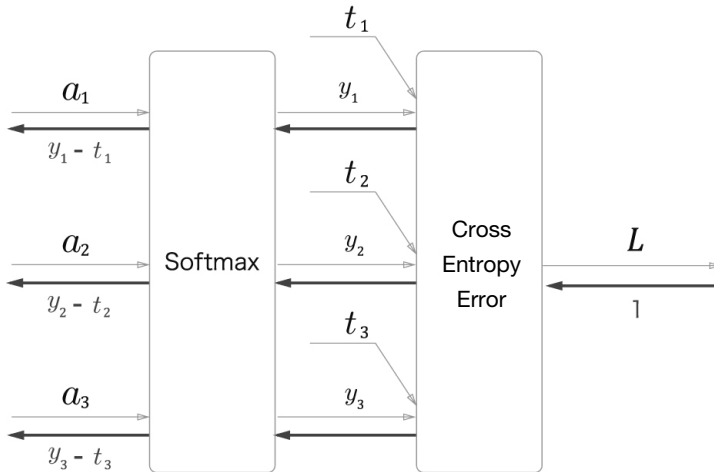 t₁
a₁
y₁
y₁ - t₁
t₂
a₂
Softmax
y₂
Cross
Entropy
Error
L
y₂ - t₂
1
t₃
a₃
y₃
y₃ - t₃